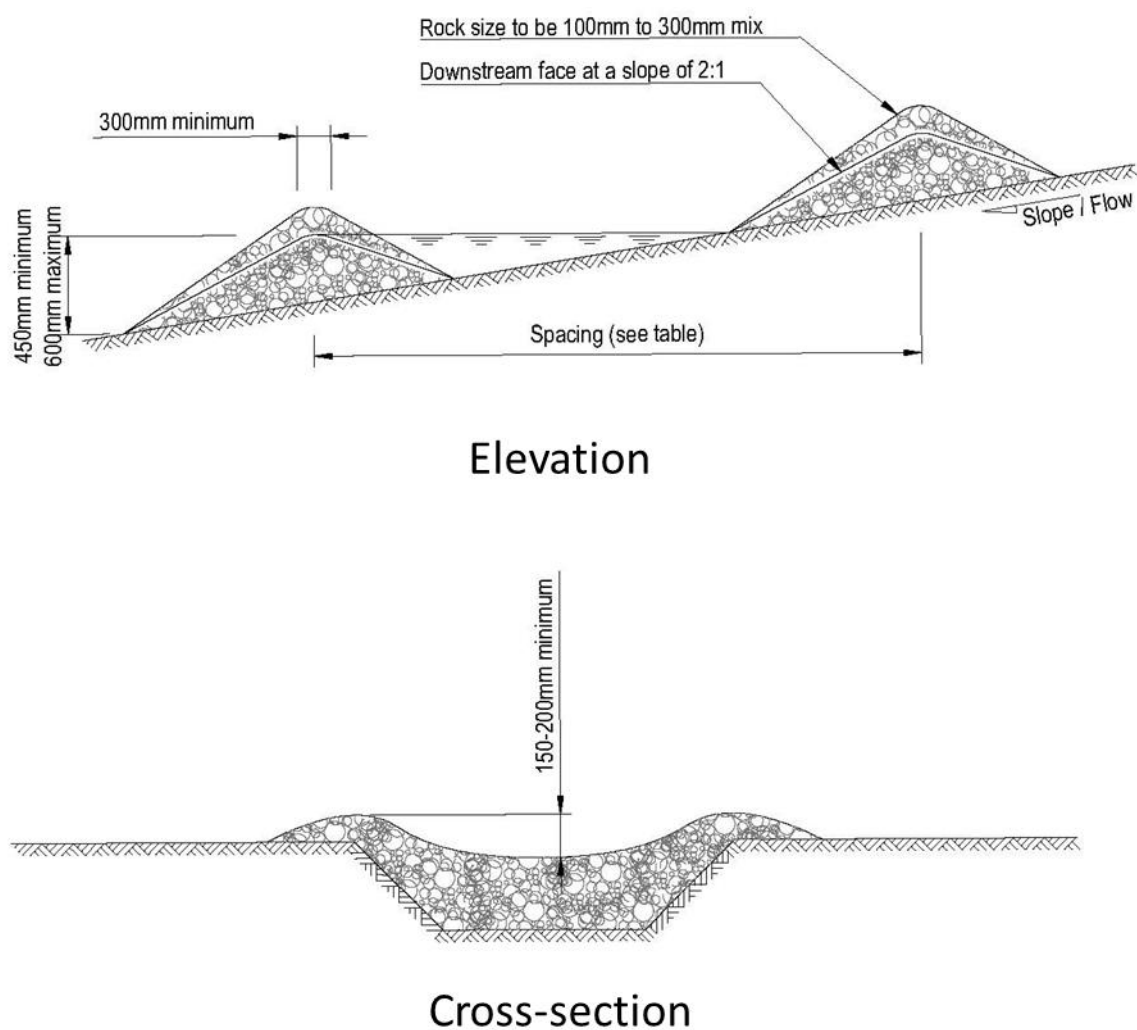 Rock size to be 100mm to 300mm mix
Downstream face at a slope of 2:1
300mm minimum
Slope / Flow
450mm minimum
600mm maximum
Spacing (see table)
Elevation
150-200mm minimum
Cross-section